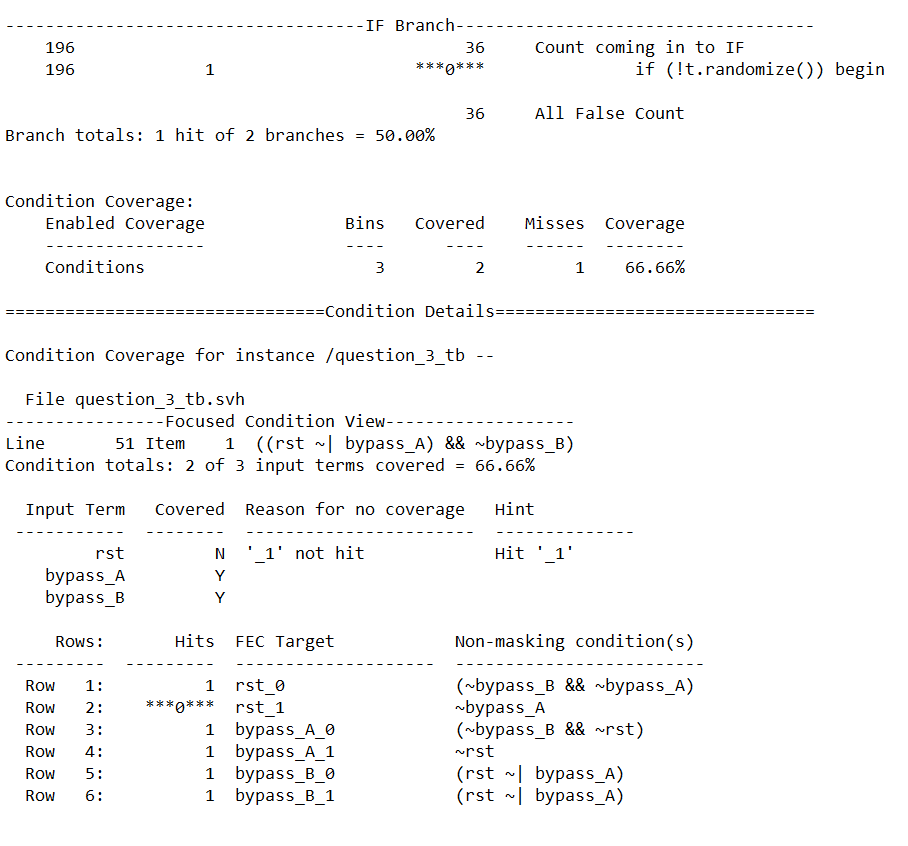 ------------------------------------IF Branch------------------------------------
196 36 Count coming in to IF
196 1 ***0*** if (!t.randomize()) begin
36 All False Count
Branch totals: 1 hit of 2 branches = 50.00%
Condition Coverage:
Enabled Coverage Bins Covered Misses Coverage
---------------- ---- ---- ------ --------
Conditions 3 2 1 66.66%
================================Condition Details================================
Condition Coverage for instance /question_3_tb --
File question_3_tb.svh
----------------Focused Condition View-------------------
Line 51 Item 1 ((rst ~| bypass_A) && ~bypass_B)
Condition totals: 2 of 3 input terms covered = 66.66%
Input Term Covered Reason for no coverage Hint
----------- -------- ----------------------- --------------
rst N '_1' not hit Hit '_1'
bypass_A Y
bypass_B Y
Rows: Hits FEC Target Non-masking condition(s)
--------- --------- -------------------- -------------------------
Row 1: 1 rst_0 (~bypass_B && ~bypass_A)
Row 2: ***0*** rst_1 ~bypass_A
Row 3: 1 bypass_A_0 (~bypass_B && ~rst)
Row 4: 1 bypass_A_1 ~rst
Row 5: 1 bypass_B_0 (rst ~| bypass_A)
Row 6: 1 bypass_B_1 (rst ~| bypass_A)